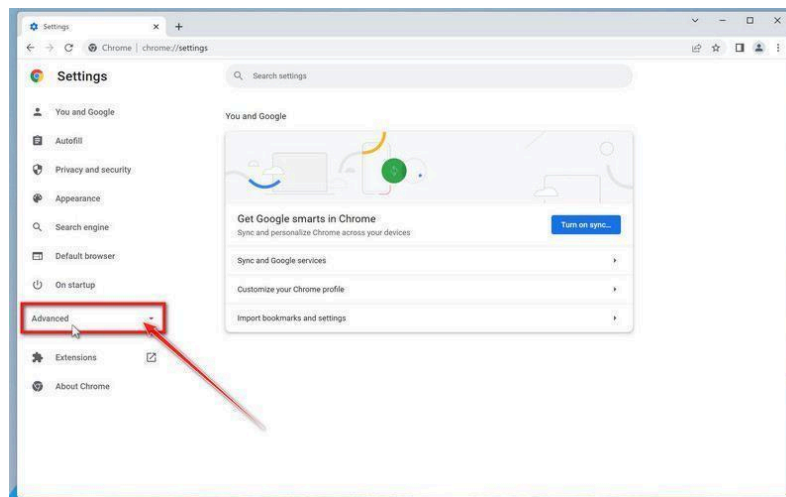 Settings
Chrome | chrome://settings
Settings
Search settings
You and Google
Autofill
Privacy and security
Appearance
Search engine
Default browser
On startup
Advanced
Extensions
About Chrome
You and Google
Get Google smarts in Chrome
Sync and personalize Chrome across your devices
Turn on sync...
Sync and Google services
Customize your Chrome profile
Import bookmarks and settings